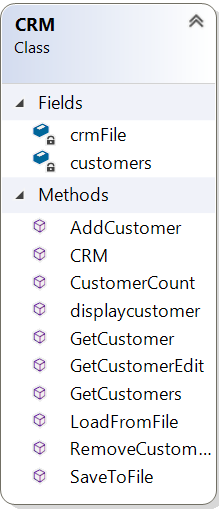 CRM
Class
Fields
crmFile
customers
Methods
AddCustomer
CRM
CustomerCount
displaycustomer
GetCustomer
GetCustomerEdit
GetCustomers
LoadFromFile
RemoveCustom...
SaveToFile